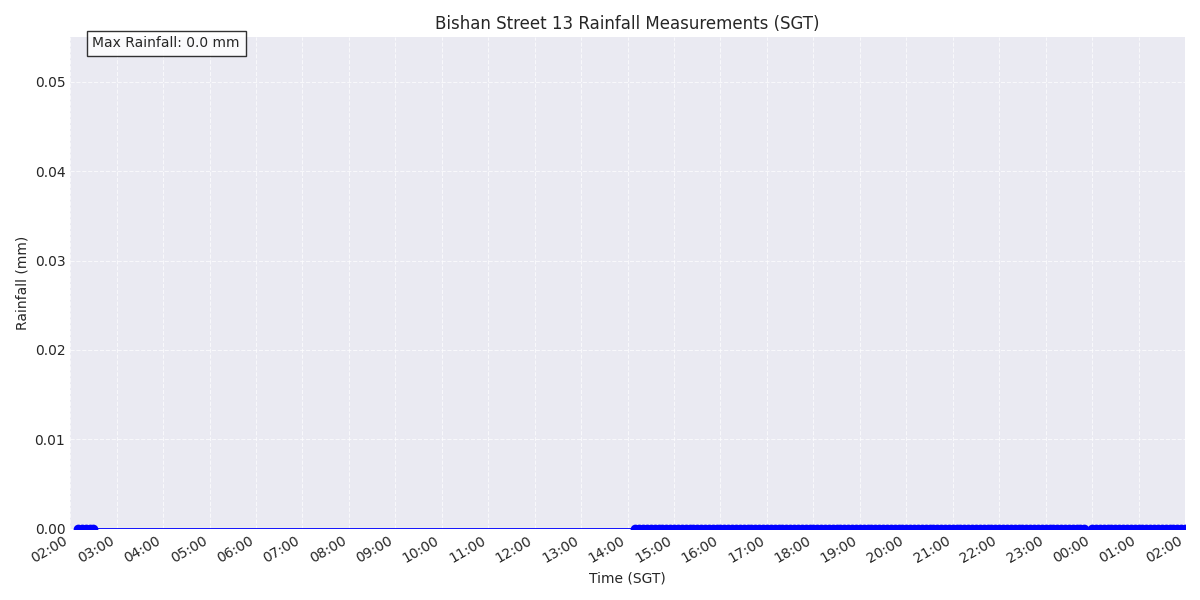 Bishan Street 13 Rainfall Measurements (SGT)
Max Rainfall: 0.0 mm
Rainfall (mm)
0.05
0.04
0.03
0.02
0.01
0.00
02:00 03:00 04:00 05:00 06:00 07:00 08:00 09:00 10:00 11:00 12:00 13:00 14:00 15:00 16:00 17:00 18:00 19:00 20:00 21:00 22:00 23:00 00:00 01:00 02:00
Time (SGT)